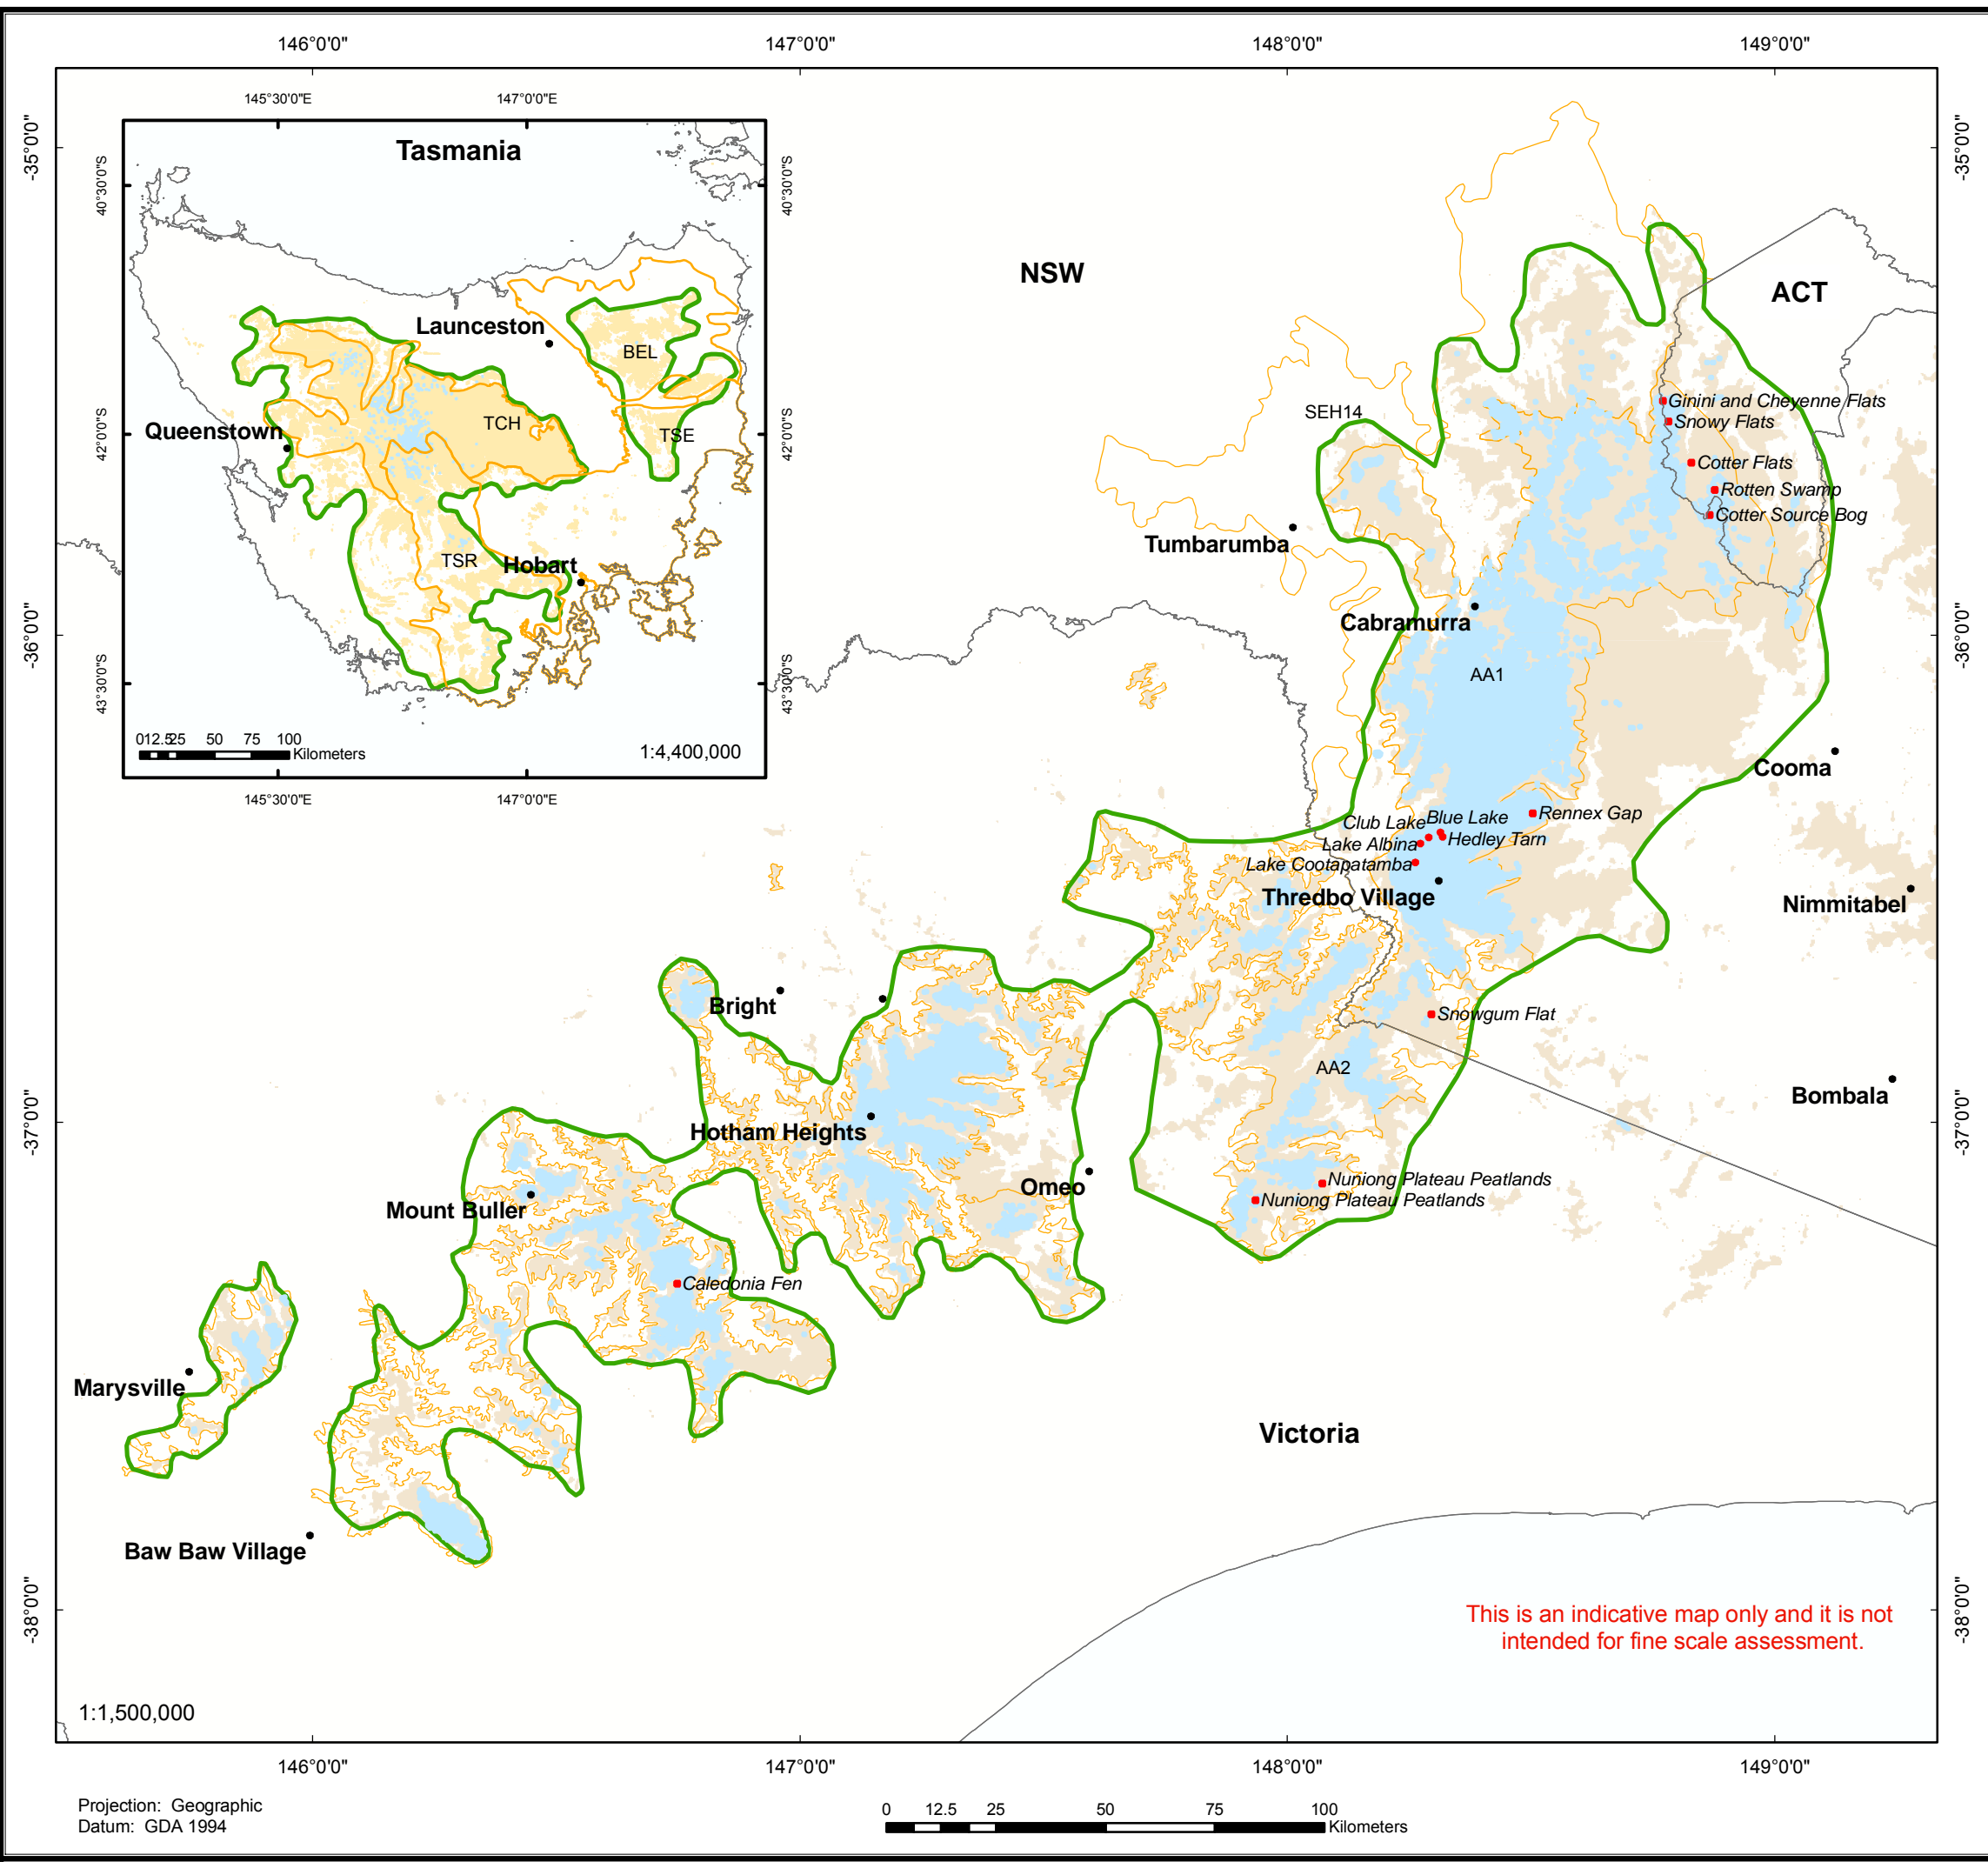 146°0'0"
147°0'0"
148°0'0"
149°0'0"
-35°0'0"
-35°0'0"
145°30'0"E
147°0'0"E
Tasmania
40°30'0"S
40°30'0"S
NSW
ACT
Launceston
BEL
TCH
TSE
Queenstown
42°0'0"S
42°0'0"S
SEH14
Ginini and Cheyenne Flats
Snowy Flats
Cotter Flats
Rotten Swamp
Cotter Source Bog
Tumbarumba
TSR
Hobart
-36°0'0"
-36°0'0"
Cabramurra
AA1
43°30'0"S
43°30'0"S
012.525 50 75 100
Kilometers
1:4,400,000
145°30'0"E
147°0'0"E
Cooma
Rennex Gap
Club Lake
Blue Lake
Hedley Tarn
Lake Albina
Lake Cootapatamba
Thredbo Village
Nimmitabel
Bright
Snowgum Flat
AA2
Bombala
-37°0'0"
-37°0'0"
Hotham Heights
Omeo
Nuniong Plateau Peatlands
Nuniong Plateau Peatlands
Mount Buller
Caledonia Fen
Marysville
Victoria
Baw Baw Village
-38°0'0"
-38°0'0"
This is an indicative map only and it is not
intended for fine scale assessment.
1:1,500,000
146°0'0"
147°0'0"
148°0'0"
149°0'0"
Projection: Geographic
Datum: GDA 1994
0 12.5 25 50 75 100
Kilometers